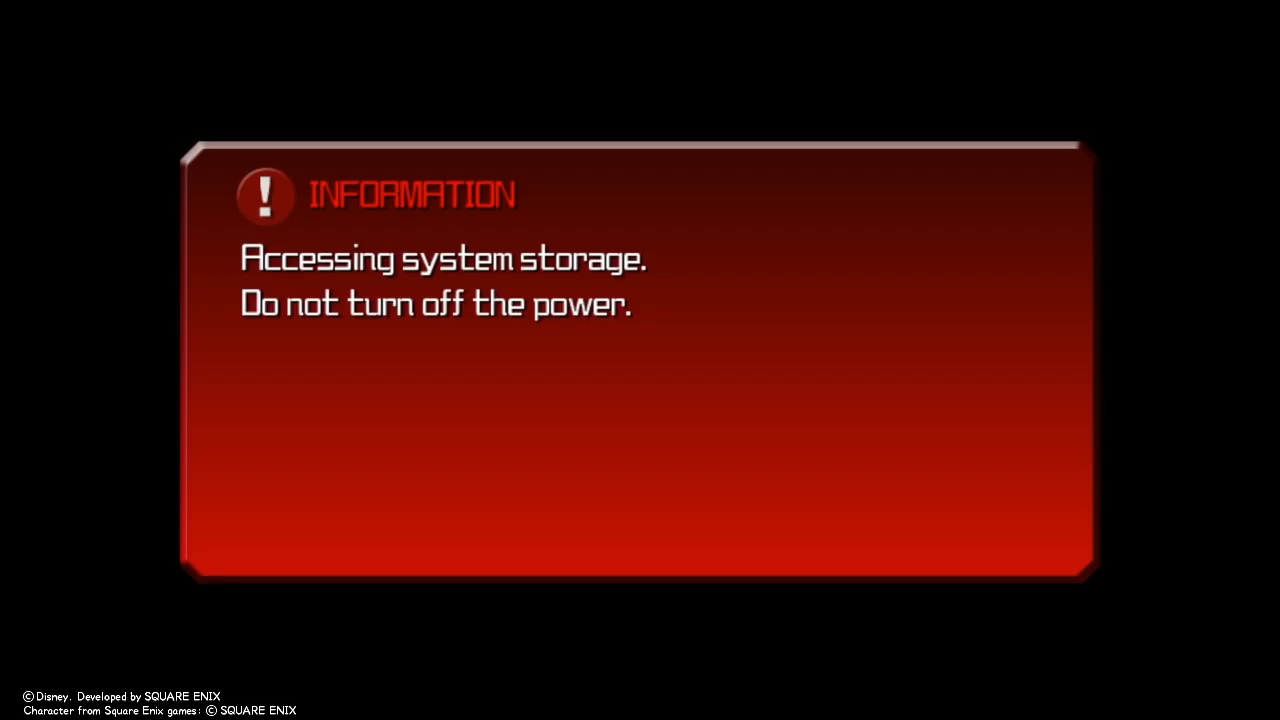 !
INFORMATION
Accessing system storage.
Do not turn off the power.
©Disney. Developed by SQUARE ENIX
Character from Square Enix games: © SQUARE ENIX